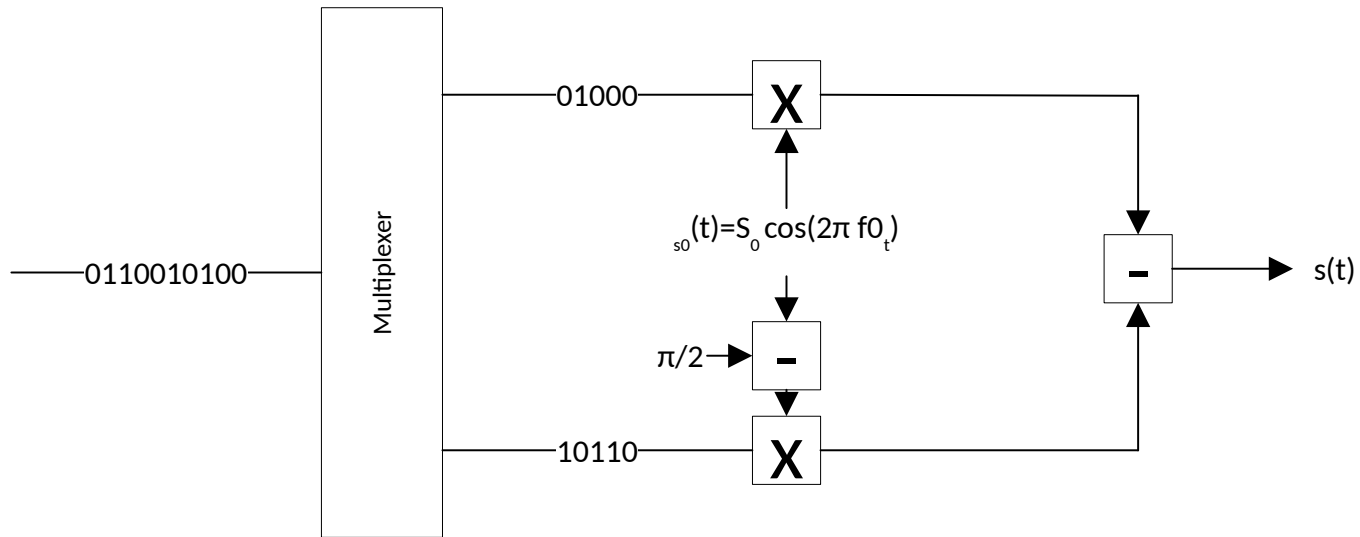 01000
X
s0(t)=S0 cos(2π f0t)
0110010100
Multiplexer
-
s(t)
π/2
-
10110
X